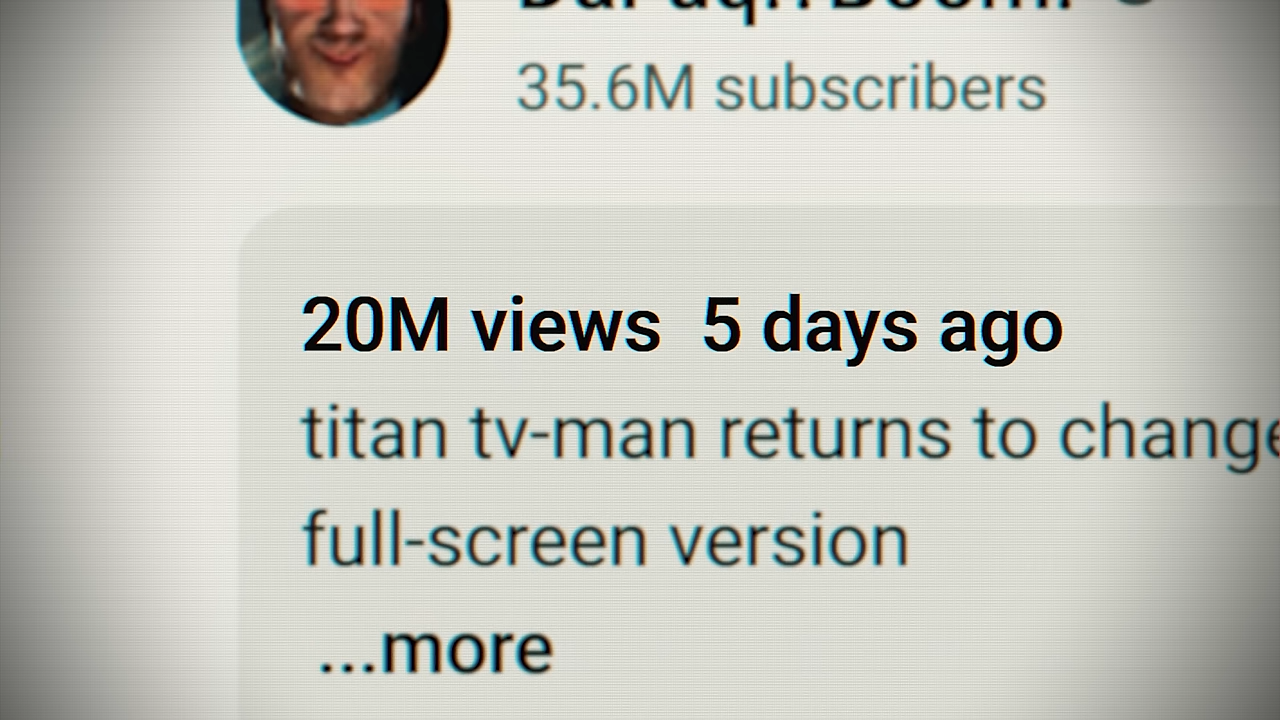 35.6M subscribers
20M views 5 days ago
titan tv-man returns to change
full-screen version
...more